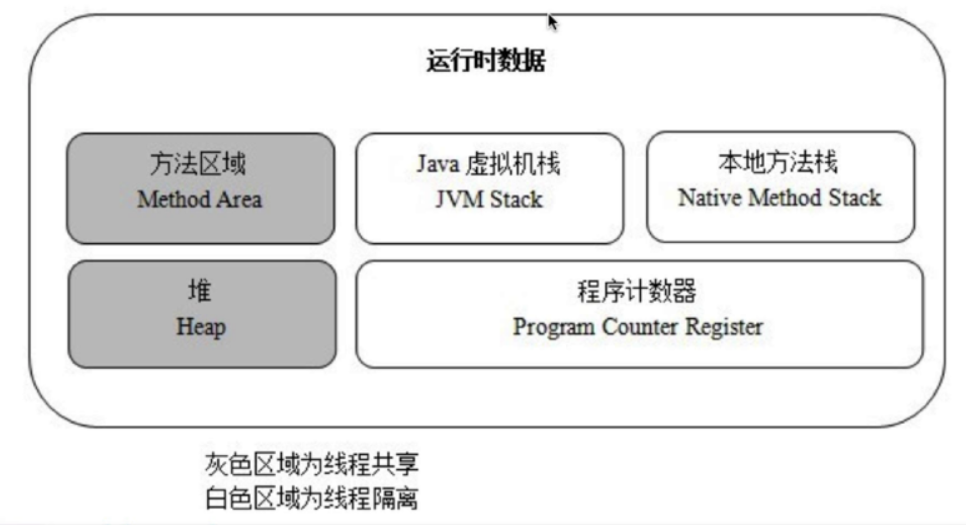 运行时数据
方法区域
Method Area
Java 虚拟机栈
JVM Stack
本地方法栈
Native Method Stack
堆
Heap
程序计数器
Program Counter Register
灰色区域为线程共享
白色区域为线程隔离